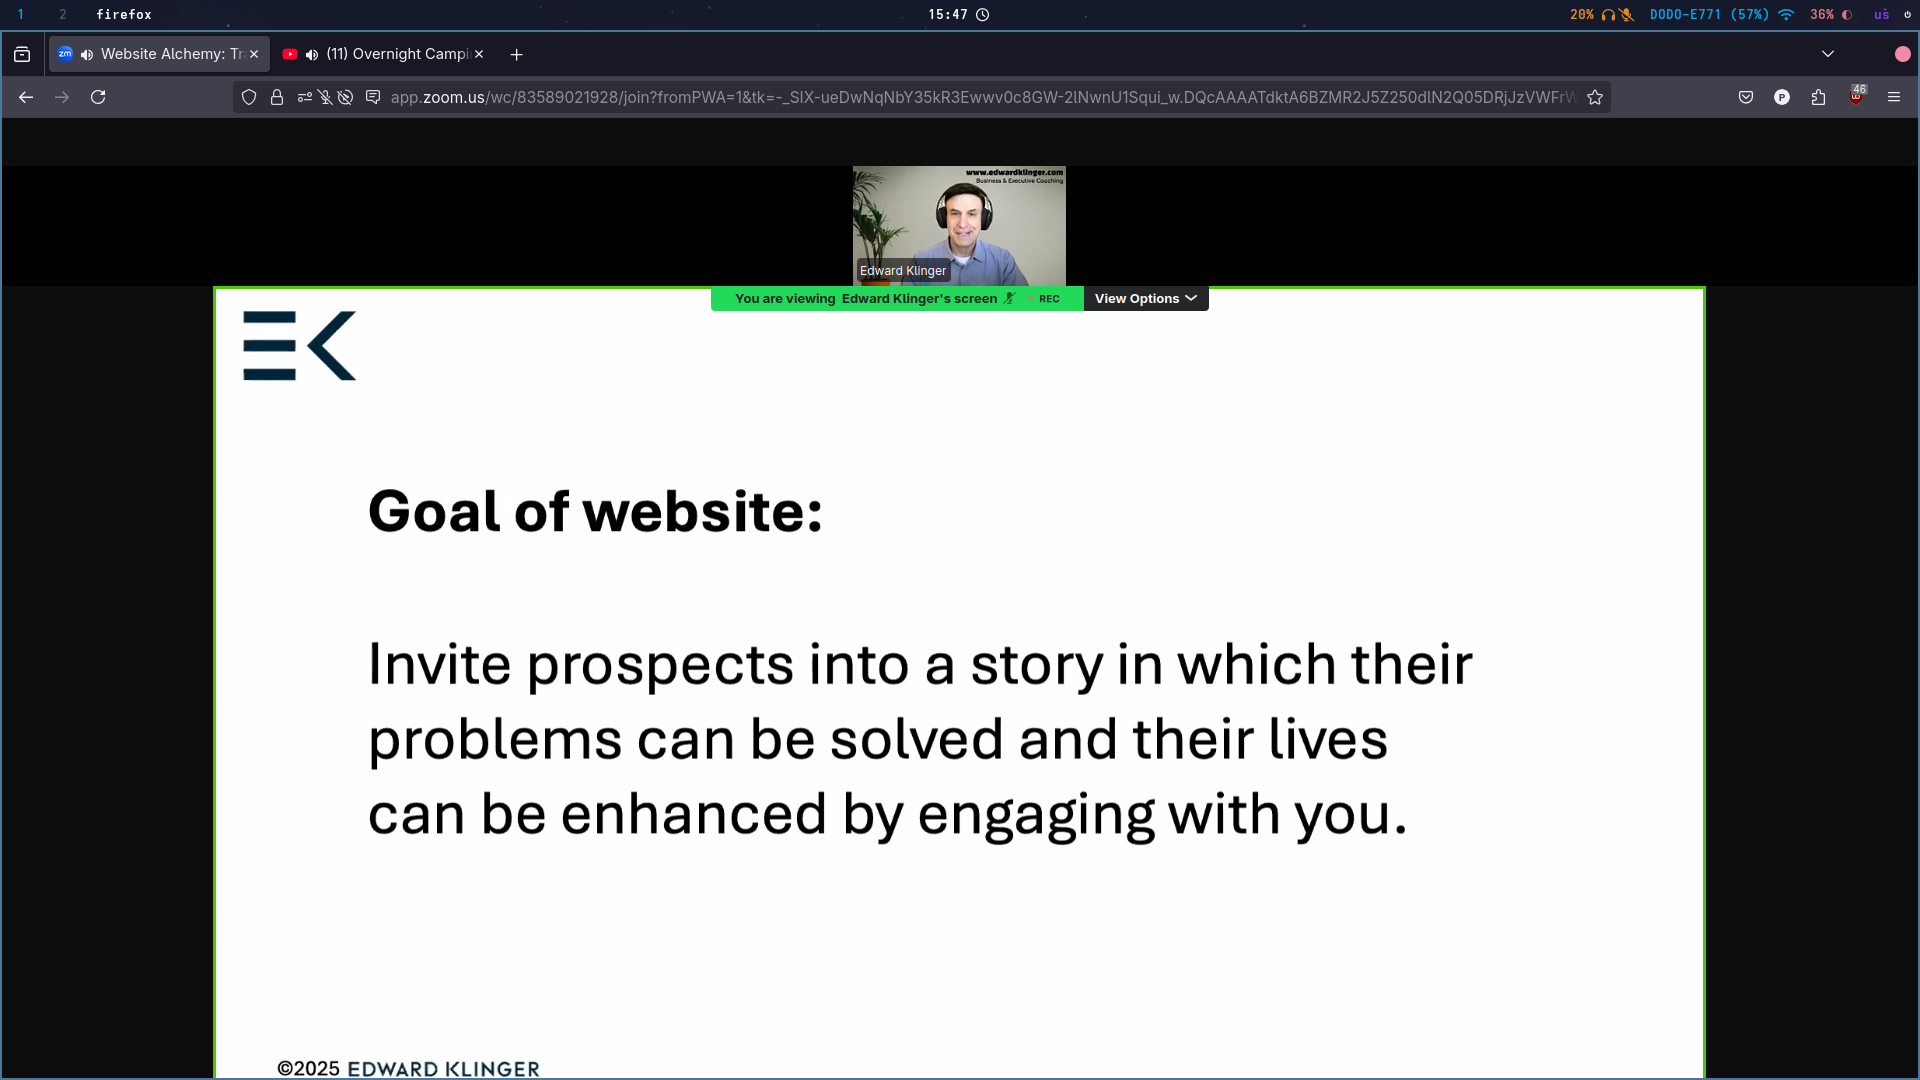 1 2 firefox 15:47 20% DODO-E771 (57%) 36% us
zm Website Alchemy: Tra (11) Overnight Campi
app.zoom.us/wc/83589021928/join?fromPWA=1&tk=-_SIX-ueDwNqNbY35kR3Ewwv0c8GW-2lNwnU1Squi_w.DQcAAAATdktA6BZMR2J5Z250dlN2Q05DRjJzVWFrW P 46
www.edwardklinger.com
Business & Executive Coaching
Edward Klinger
You are viewing Edward Klinger's screen REC View Options
EK
Goal of website:
Invite prospects into a story in which their
problems can be solved and their lives
can be enhanced by engaging with you.
©2025 EDWARD KLINGER